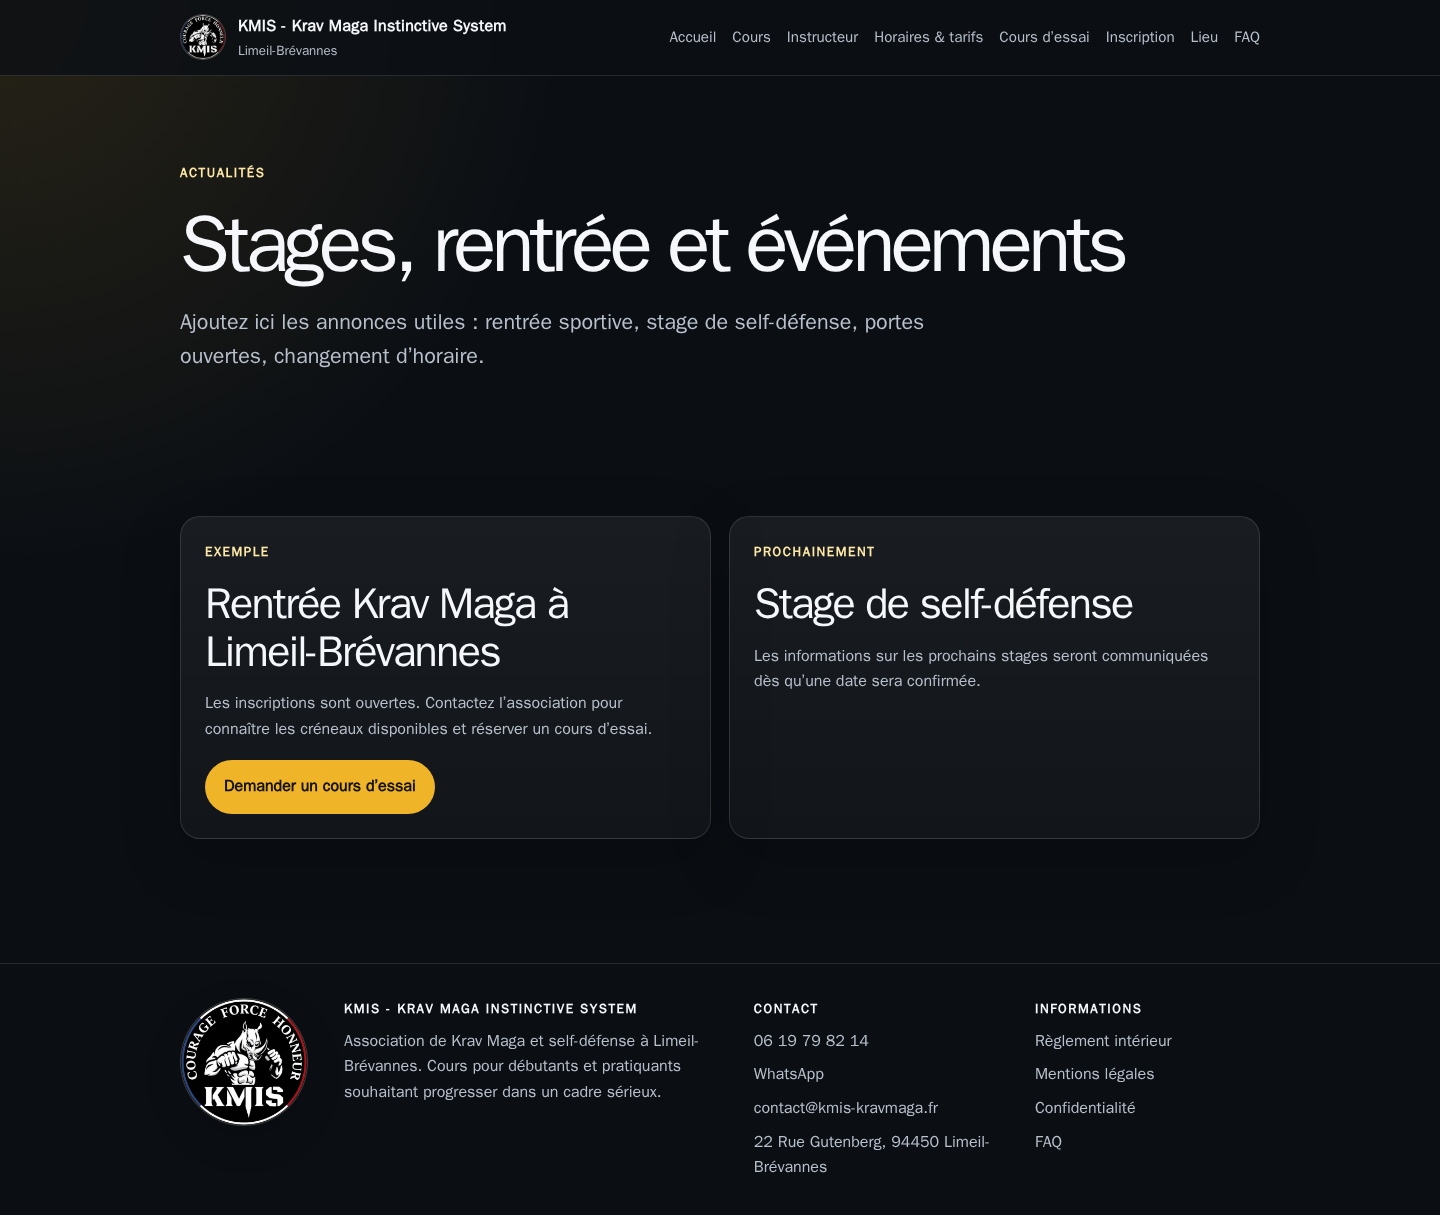 KMIS - Krav Maga Instinctive System
Limeil-Brévannes
Accueil Cours Instructeur Horaires & tarifs Cours d'essai Inscription Lieu FAQ
ACTUALITÉS
Stages, rentrée et événements
Ajoutez ici les annonces utiles : rentrée sportive, stage de self-défense, portes
ouvertes, changement d'horaire.
EXEMPLE
Rentrée Krav Maga à
Limeil-Brévannes
Les inscriptions sont ouvertes. Contactez l'association pour
connaître les créneaux disponibles et réserver un cours d'essai.
Demander un cours d'essai
PROCHAINEMENT
Stage de self-défense
Les informations sur les prochains stages seront communiquées
dès qu'une date sera confirmée.
COURAGE FORCE HONNEUR
KMIS
KMIS - KRAV MAGA INSTINCTIVE SYSTEM
Association de Krav Maga et self-défense à Limeil-
Brévannes. Cours pour débutants et pratiquants
souhaitant progresser dans un cadre sérieux.
CONTACT
06 19 79 82 14
WhatsApp
contact@kmis-kravmaga.fr
22 Rue Gutenberg, 94450 Limeil-
Brévannes
INFORMATIONS
Règlement intérieur
Mentions légales
Confidentialité
FAQ